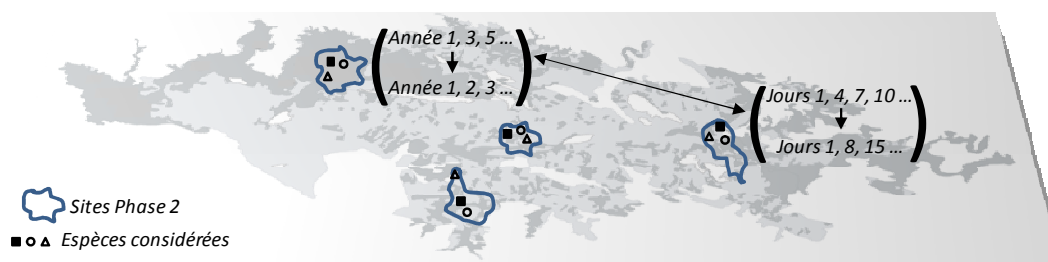 Année 1, 3, 5 ...
Année 1, 2, 3 ...
Jours 1, 4, 7, 10 ...
Jours 1, 8, 15 ...
Sites Phase 2
Espèces considérées